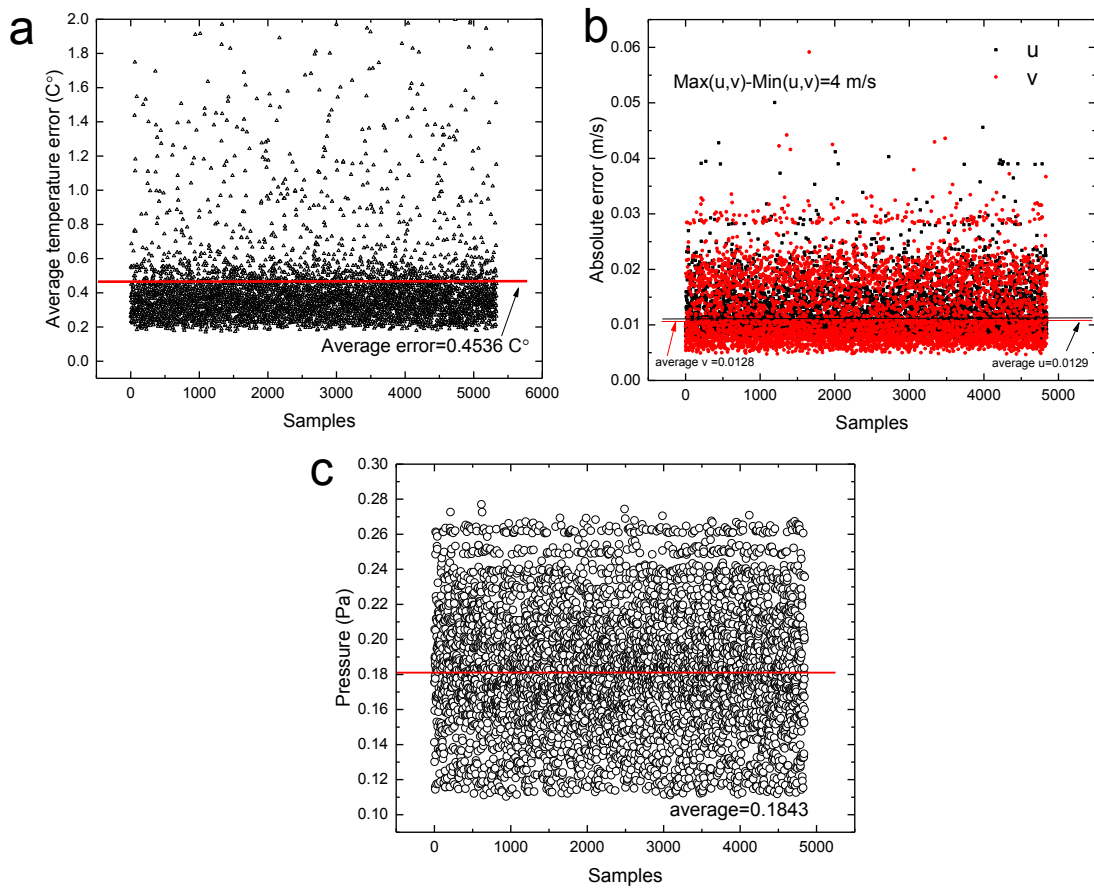 a
2.0
1.8
1.6
1.4
1.2
1.0
0.8
0.6
0.4
0.2
0.0
Average temperature error (C°)
Average error=0.4536 C°
0 1000 2000 3000 4000 5000 6000
Samples
b
0.06
0.05
0.04
0.03
0.02
0.01
0.00
Absolute error (m/s)
u
v
Max(u,v)-Min(u,v)=4 m/s
average v =0.0128
average u=0.0129
0 1000 2000 3000 4000 5000
Samples
c
0.30
0.28
0.26
0.24
0.22
0.20
0.18
0.16
0.14
0.12
0.10
Pressure (Pa)
average=0.1843
0 1000 2000 3000 4000 5000
Samples